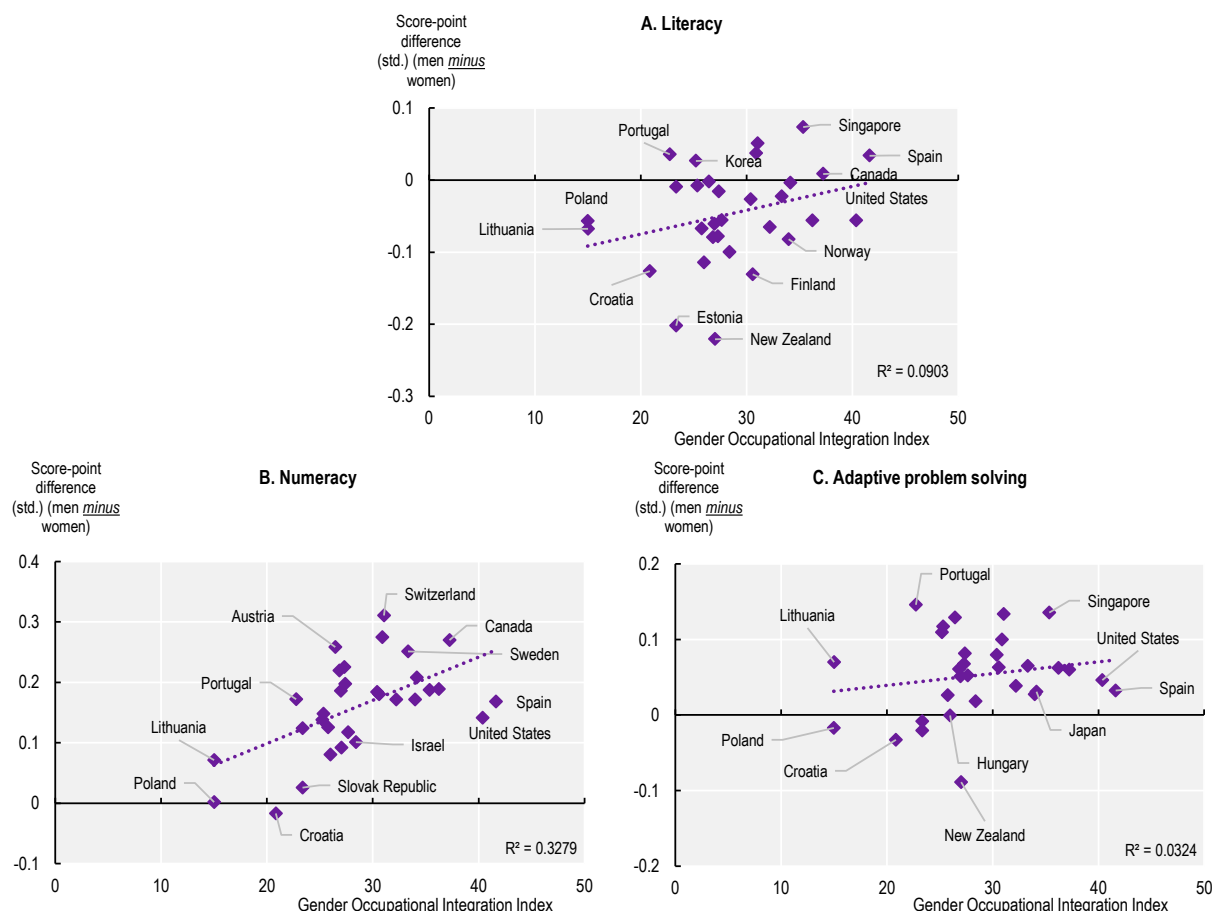 A. Literacy
Score-point
difference
(std.) (men minus
women)
0.1
0
-0.1
-0.2
-0.3
Portugal
Korea
Singapore
Spain
Canada
Poland
United States
Lithuania
Norway
Croatia
Finland
Estonia
New Zealand
R² = 0.0903
0 10 20 30 40 50
Gender Occupational Integration Index
B. Numeracy
Score-point
difference
(std.) (men minus
women)
0.4
0.3
0.2
0.1
0
-0.1
Switzerland
Austria
Canada
Sweden
Portugal
Spain
United States
Lithuania
Israel
Poland
Slovak Republic
Croatia
R² = 0.3279
0 10 20 30 40 50
Gender Occupational Integration Index
C. Adaptive problem solving
Score-point
difference
(std.) (men minus
women)
0.2
0.1
0
-0.1
-0.2
Portugal
Singapore
Lithuania
United States
Spain
Poland
Japan
Croatia
Hungary
New Zealand
R² = 0.0324
0 10 20 30 40 50
Gender Occupational Integration Index